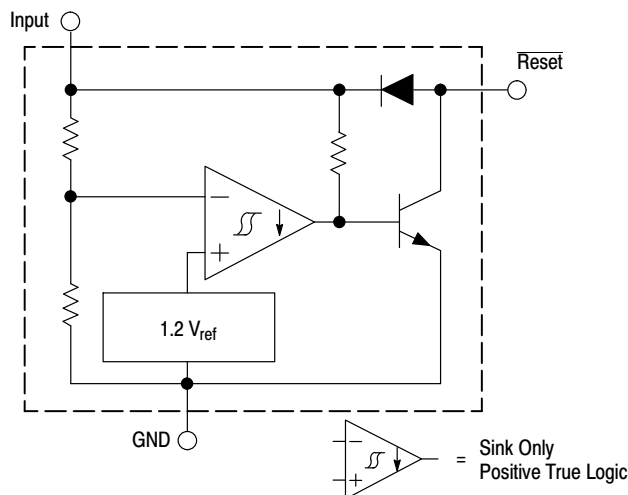 Input
Reset
−
+
1.2 Vref
GND
−
+
= Sink Only
Positive True Logic